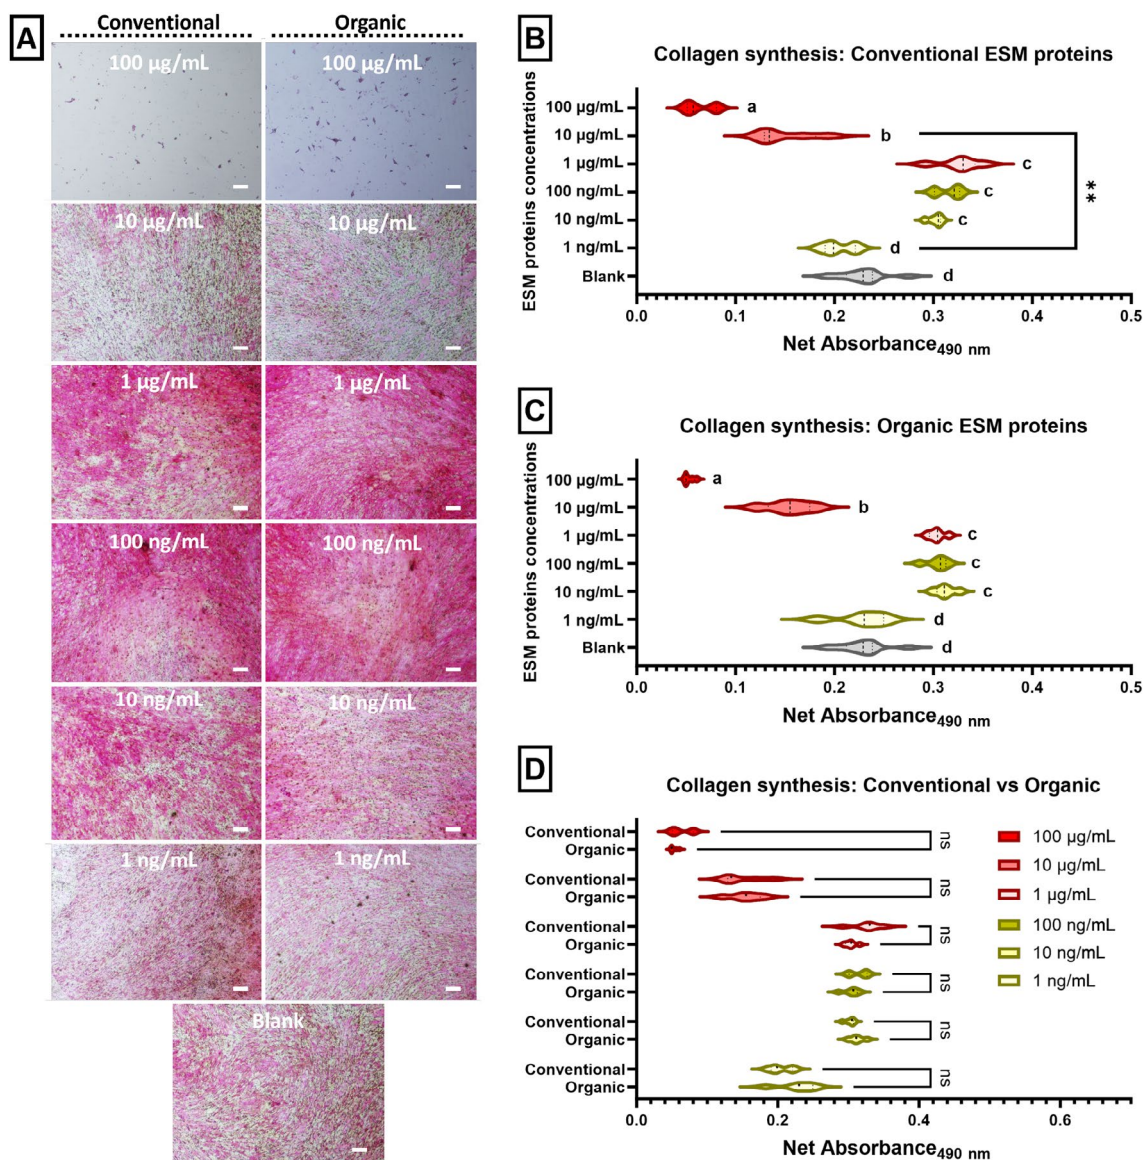 A
Conventional
Organic
100 µg/mL
100 µg/mL
10 µg/mL
10 µg/mL
1 µg/mL
1 µg/mL
100 ng/mL
100 ng/mL
10 ng/mL
10 ng/mL
1 ng/mL
1 ng/mL
Blank
B
Collagen synthesis: Conventional ESM proteins
ESM proteins concentrations
100 µg/mL
a
10 µg/mL
b
1 µg/mL
c
100 ng/mL
c
10 ng/mL
c
1 ng/mL
d
Blank
d
**
0.0 0.1 0.2 0.3 0.4 0.5
Net Absorbance490 nm
C
Collagen synthesis: Organic ESM proteins
ESM proteins concentrations
100 µg/mL
a
10 µg/mL
b
1 µg/mL
c
100 ng/mL
c
10 ng/mL
c
1 ng/mL
d
Blank
d
0.0 0.1 0.2 0.3 0.4 0.5
Net Absorbance490 nm
D
Collagen synthesis: Conventional vs Organic
Conventional
Organic
ns
Conventional
Organic
ns
Conventional
Organic
ns
Conventional
Organic
ns
Conventional
Organic
ns
Conventional
Organic
ns
100 µg/mL
10 µg/mL
1 µg/mL
100 ng/mL
10 ng/mL
1 ng/mL
0.0 0.2 0.4 0.6
Net Absorbance490 nm